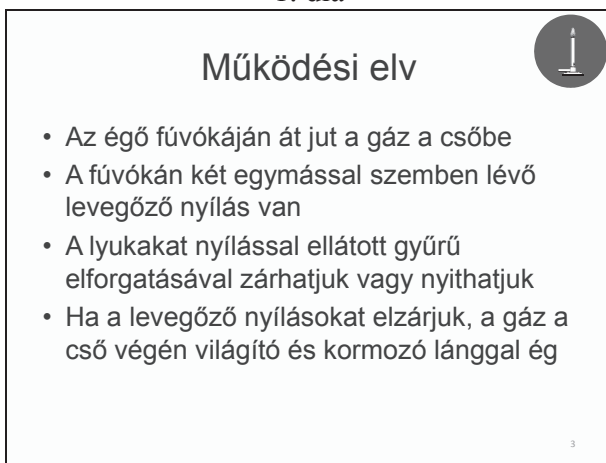 Működési elv
• Az égő fúvókáján át jut a gáz a csőbe
• A fúvókán két egymással szemben lévő
levegőző nyílás van
• A lyukakat nyílással ellátott gyűrű
elforgatásával zárhatjuk vagy nyithatjuk
• Ha a levegőző nyílásokat elzárjuk, a gáz a
cső végén világító és kormozó lánggal ég
3